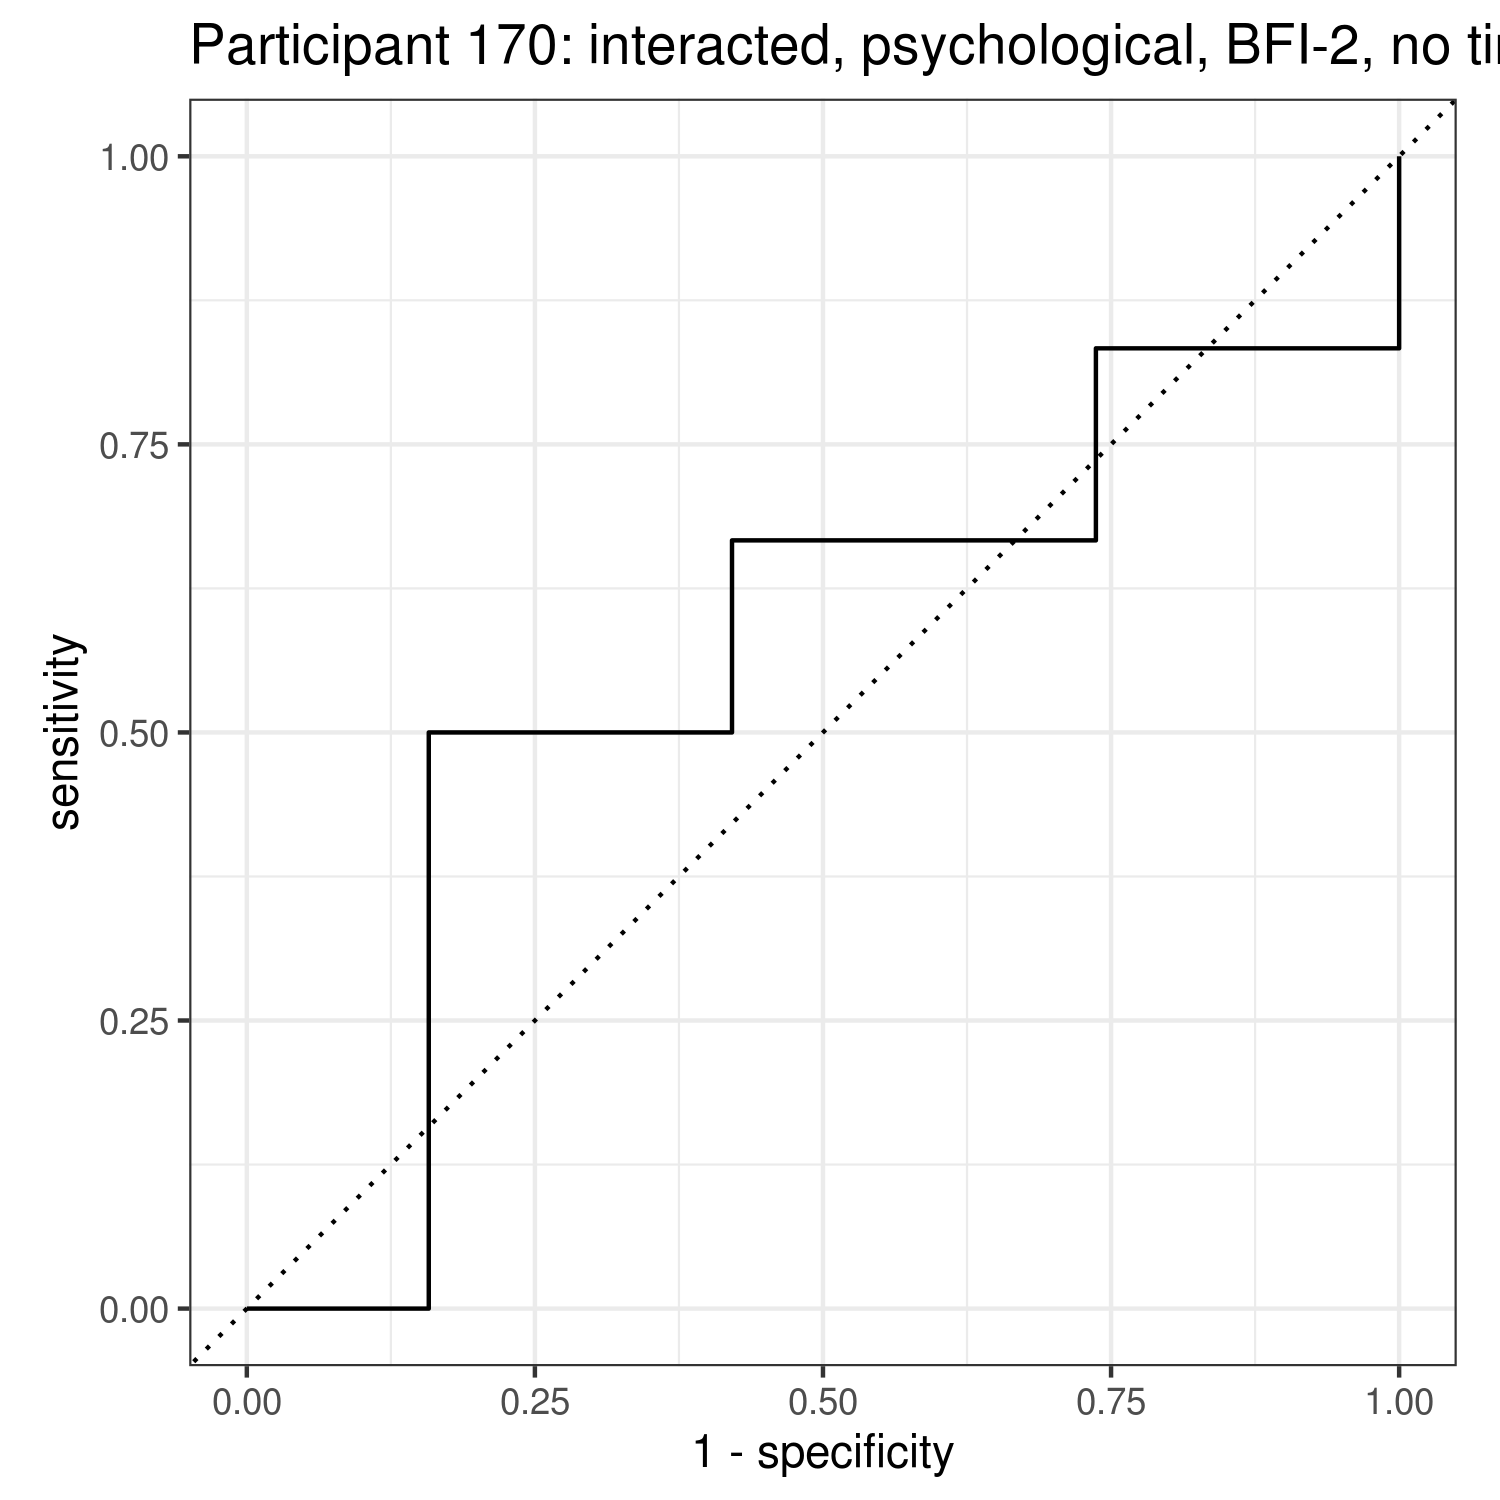 Participant 170: interacted, psychological, BFI-2, no
1.00
0.75
0.50
0.25
0.00
sensitivity
0.00 0.25 0.50 0.75 1.00
1 - specificity